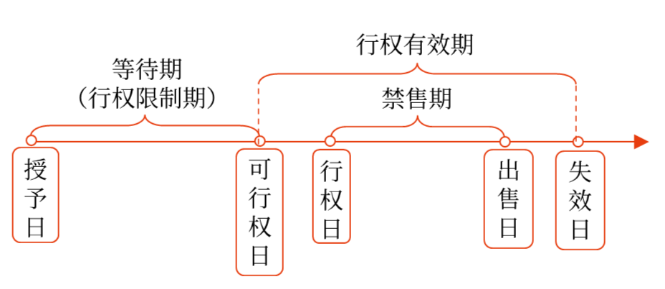 行权有效期
等待期
（行权限制期）
禁售期
授予日
可行权日
行权日
出售日
失效日